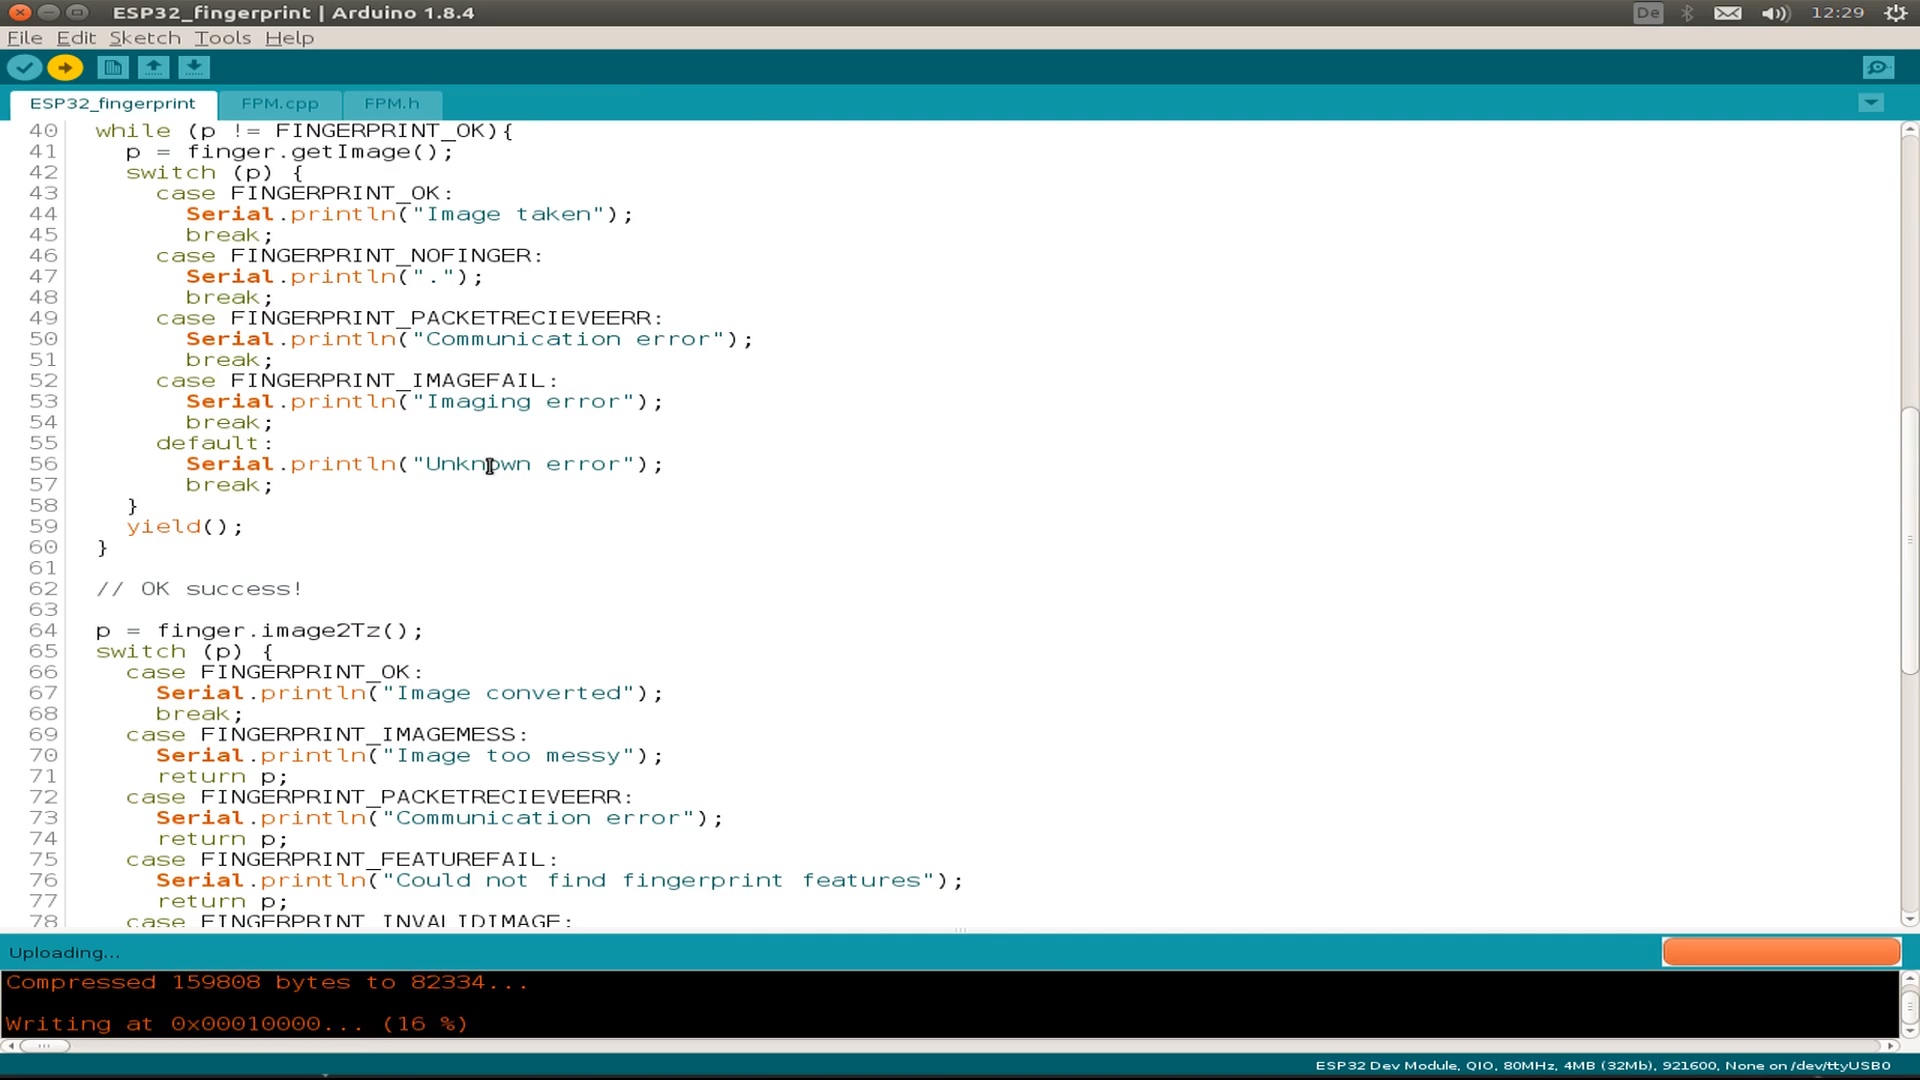 ESP32_fingerprint | Arduino 1.8.4
De
12:29
File Edit Sketch Tools Help
ESP32_fingerprint FPM.cpp FPM.h
40 while (p != FINGERPRINT_OK){
41 p = finger.getImage();
42 switch (p) {
43 case FINGERPRINT_OK:
44 Serial.println("Image taken");
45 break;
46 case FINGERPRINT_NOFINGER:
47 Serial.println(".");
48 break;
49 case FINGERPRINT_PACKETRECIEVEERR:
50 Serial.println("Communication error");
51 break;
52 case FINGERPRINT_IMAGEFAIL:
53 Serial.println("Imaging error");
54 break;
55 default:
56 Serial.println("Unknown error");
57 break;
58 }
59 yield();
60 }
61
62 // OK success!
63
64 p = finger.image2Tz();
65 switch (p) {
66 case FINGERPRINT_OK:
67 Serial.println("Image converted");
68 break;
69 case FINGERPRINT_IMAGEMESS:
70 Serial.println("Image too messy");
71 return p;
72 case FINGERPRINT_PACKETRECIEVEERR:
73 Serial.println("Communication error");
74 return p;
75 case FINGERPRINT_FEATUREFAIL:
76 Serial.println("Could not find fingerprint features");
77 return p;
78 case FINGERPRINT_INVALIDIMAGE:
Uploading...
Compressed 159808 bytes to 82334...
Writing at 0x00010000... (16 %)
ESP32 Dev Module, QIO, 80MHz, 4MB (32Mb), 921600, None on /dev/ttyUSB0